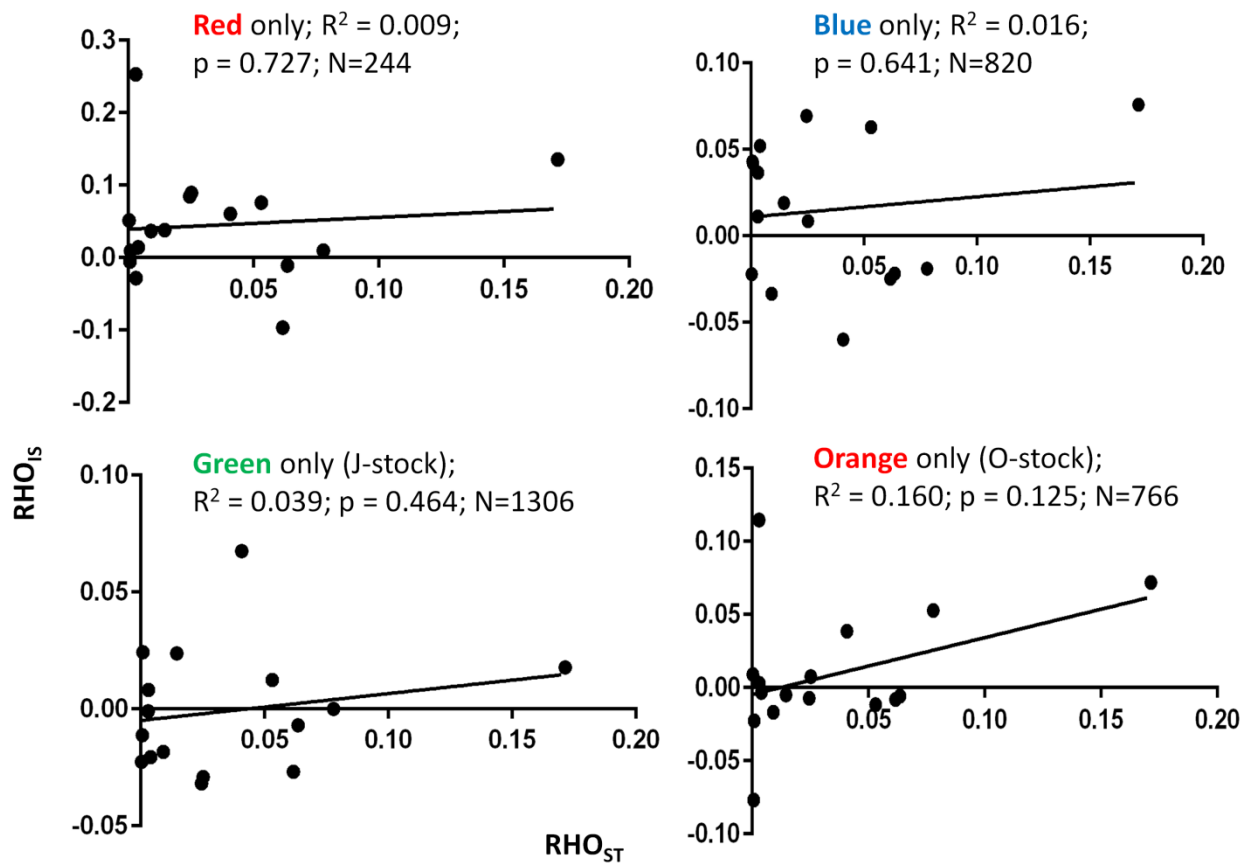 Red only; R² = 0.009;
p = 0.727; N=244
0.3
0.2
0.1
0.0
-0.1
-0.2
0.05 0.10 0.15 0.20
Blue only; R² = 0.016;
p = 0.641; N=820
0.10
0.05
0.00
-0.05
-0.10
0.05 0.10 0.15 0.20
RHO_IS
Green only (J-stock);
R² = 0.039; p = 0.464; N=1306
0.10
0.05
0.00
-0.05
0.05 0.10 0.15 0.20
Orange only (O-stock);
R² = 0.160; p = 0.125; N=766
0.15
0.10
0.05
0.00
-0.05
-0.10
0.05 0.10 0.15 0.20
RHO_ST